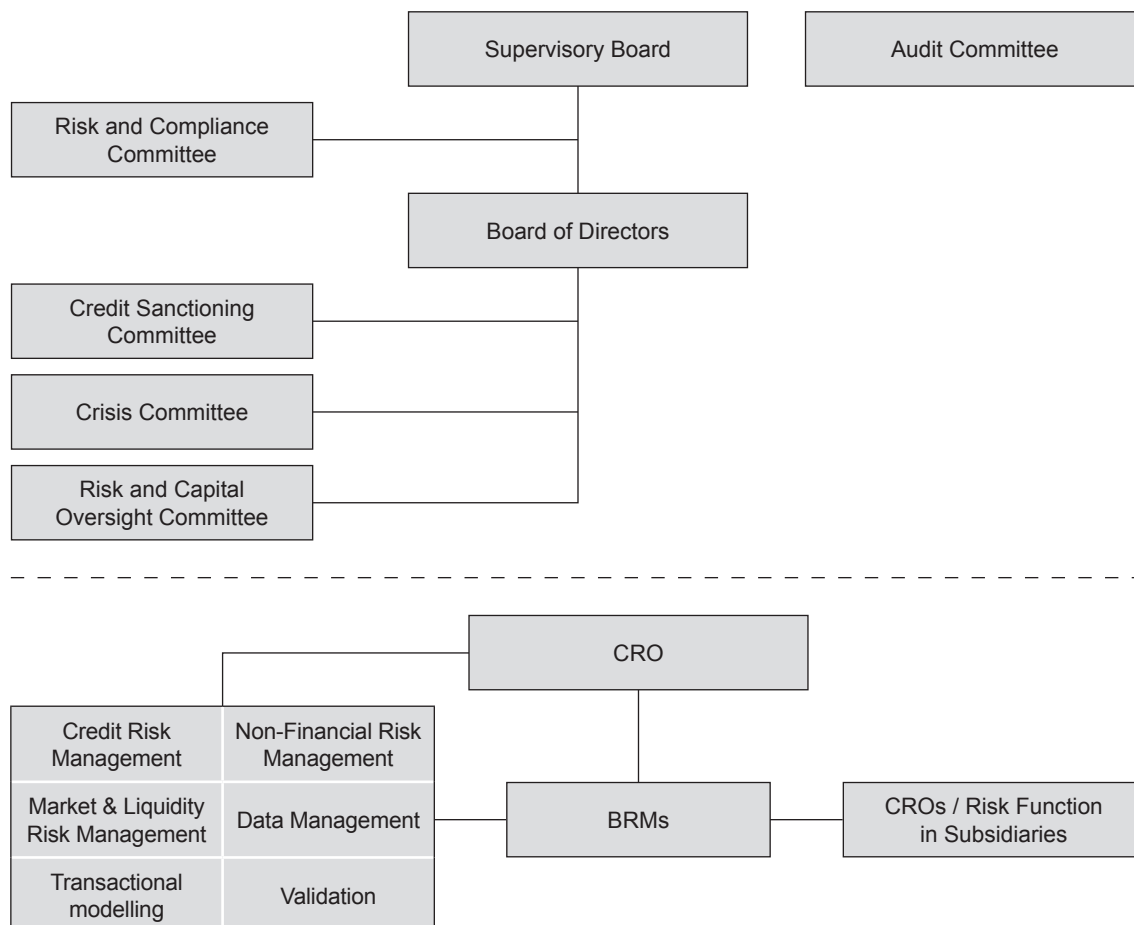 Supervisory Board
Audit Committee
Risk and Compliance
Committee
Board of Directors
Credit Sanctioning
Committee
Crisis Committee
Risk and Capital
Oversight Committee
CRO
Credit Risk
Management
Non-Financial Risk
Management
Market & Liquidity
Risk Management
Data Management
BRMs
CROs / Risk Function
in Subsidiaries
Transactional
modelling
Validation